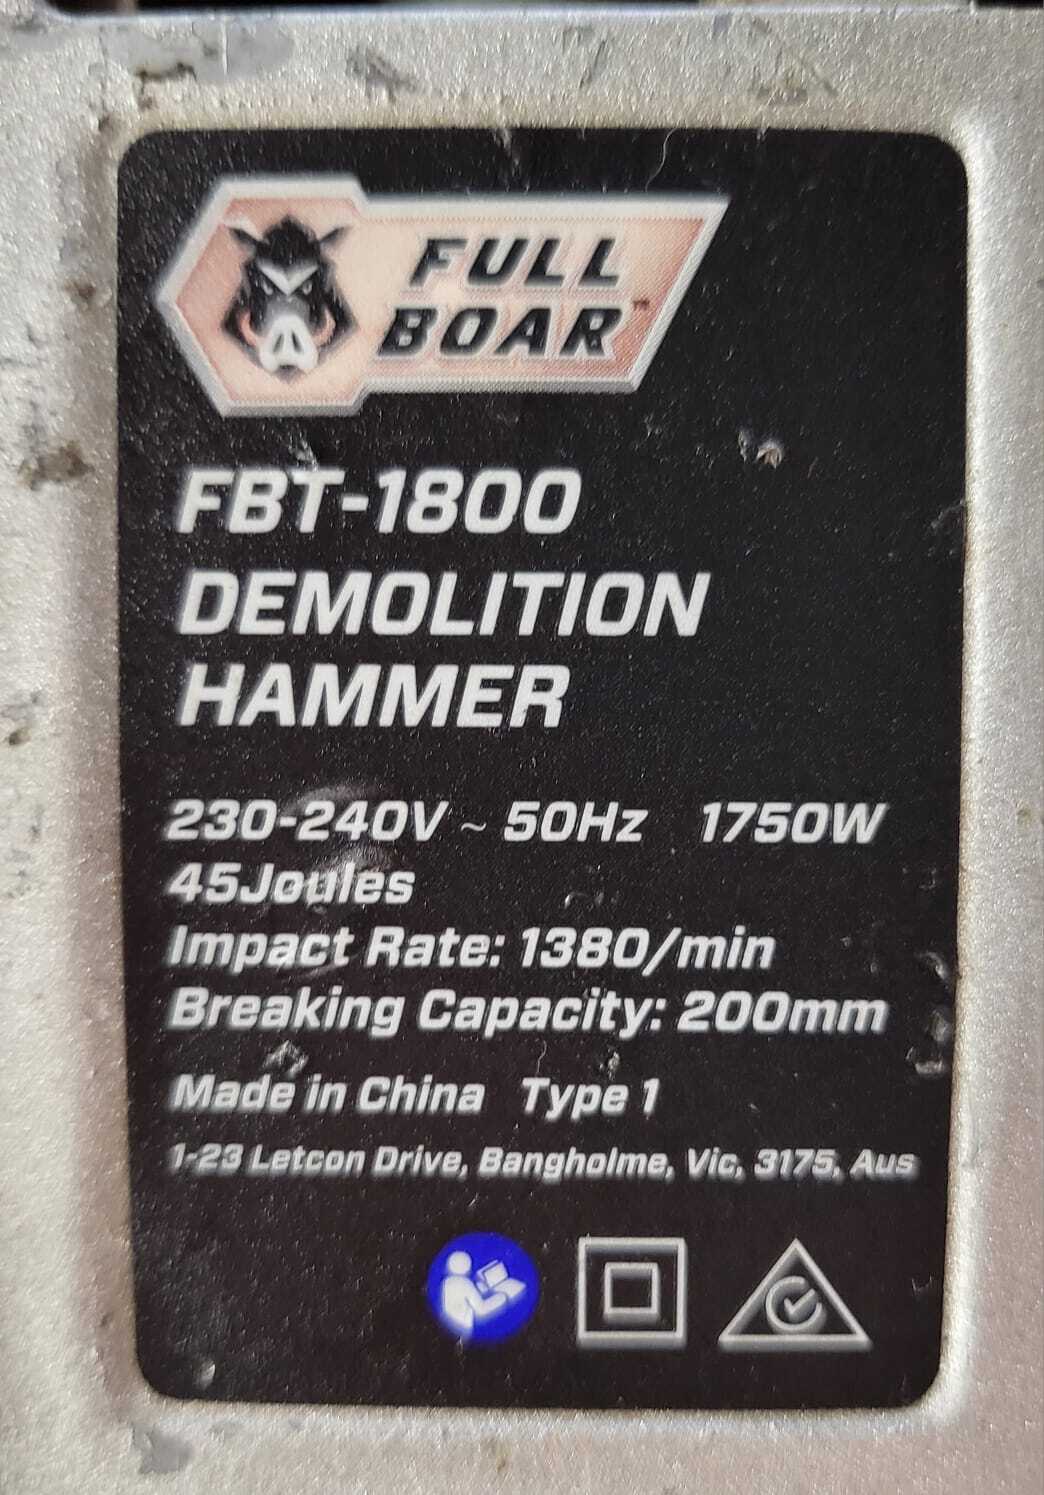 FULL
BOAR™
FBT-1800
DEMOLITION
HAMMER
230-240V ~ 50Hz 1750W
45Joules
Impact Rate: 1380/min
Breaking Capacity: 200mm
Made in China Type 1
1-23 Letcon Drive, Bangholme, Vic, 3175, Aus